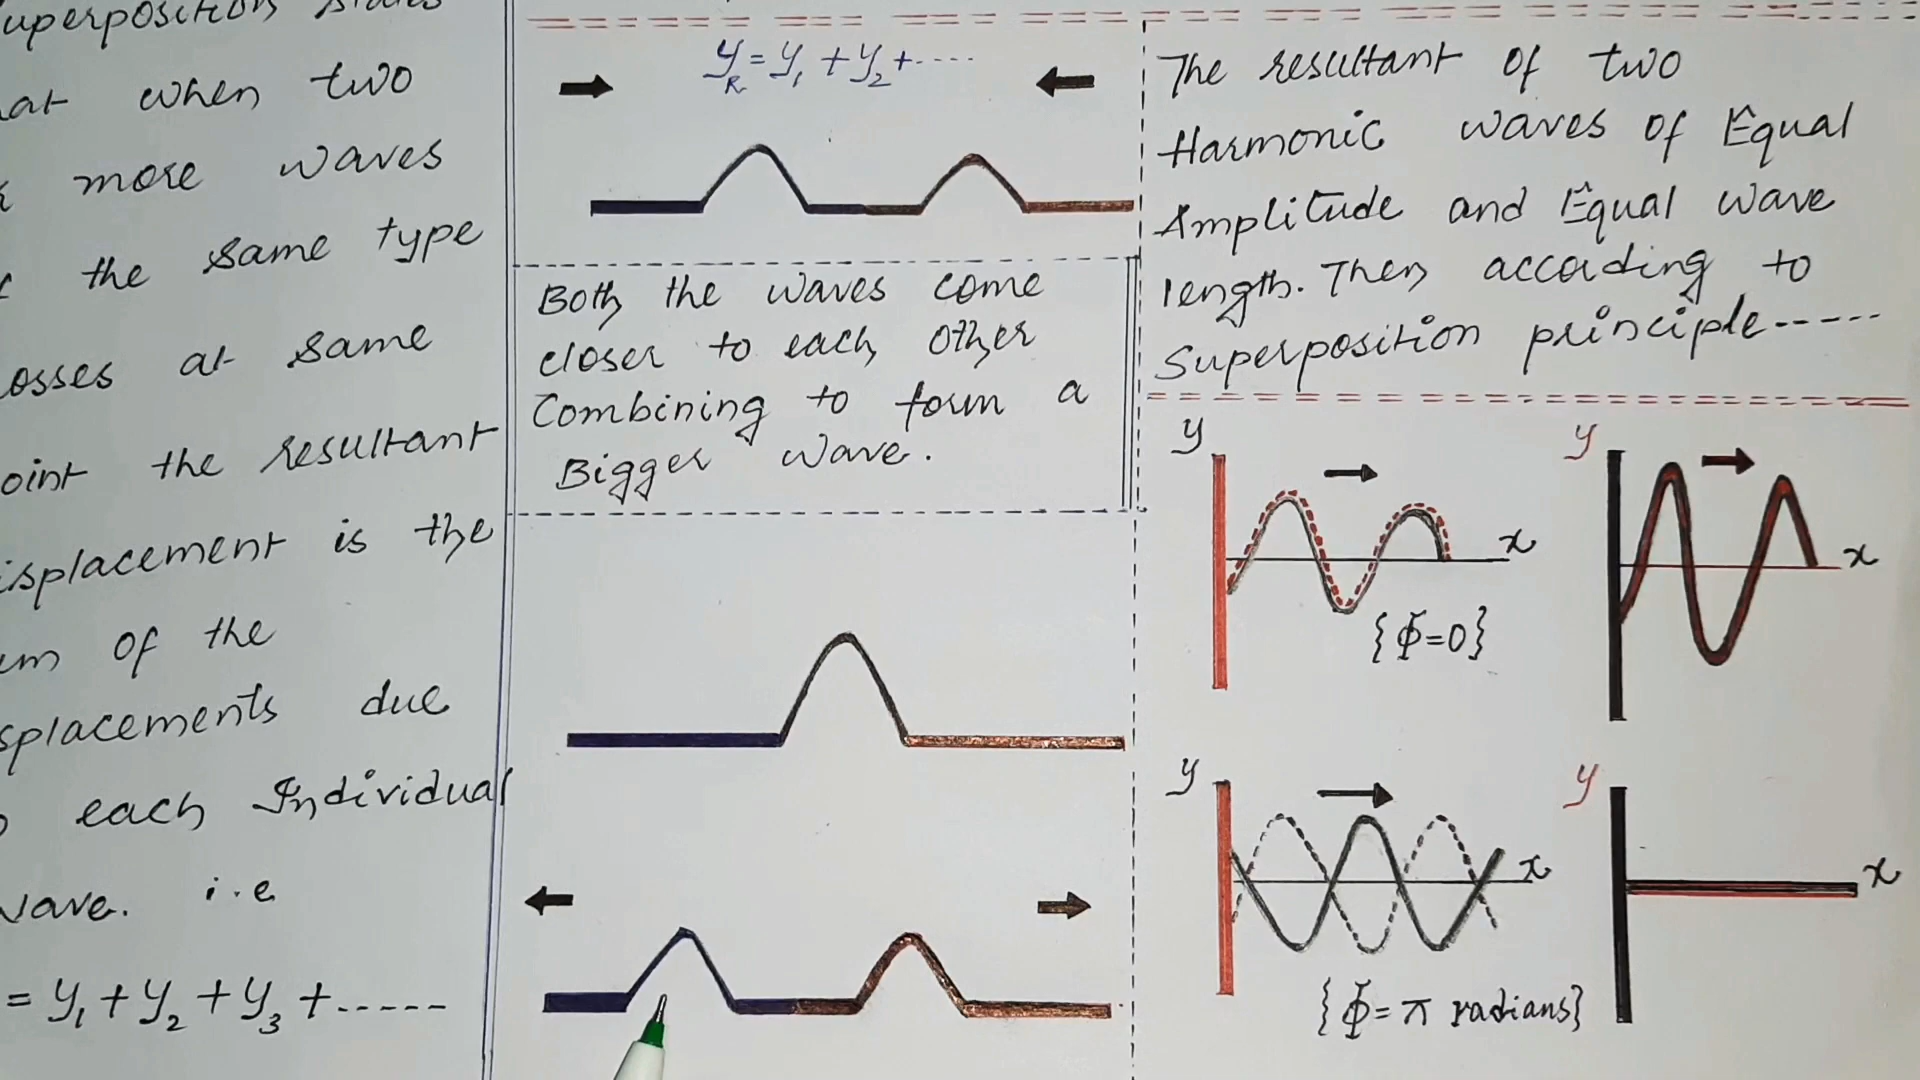 uperposition states
at when two
more waves
the same type
osses at same
oint the resultant
isplacement is the
um of the
splacements due
each Individual
wave. i.e
= y₁ + y₂ + y₃ + -----
y_R = y₁ + y₂ + ----
Both the waves come
closer to each other
Combining to form a
Bigger wave.
The resultant of two
Harmonic waves of Equal
Amplitude and Equal wave
length. Then according to
Superposition principle-----
y
x
{Φ=0}
y
x
y
x
{Φ=π radians}
y
x